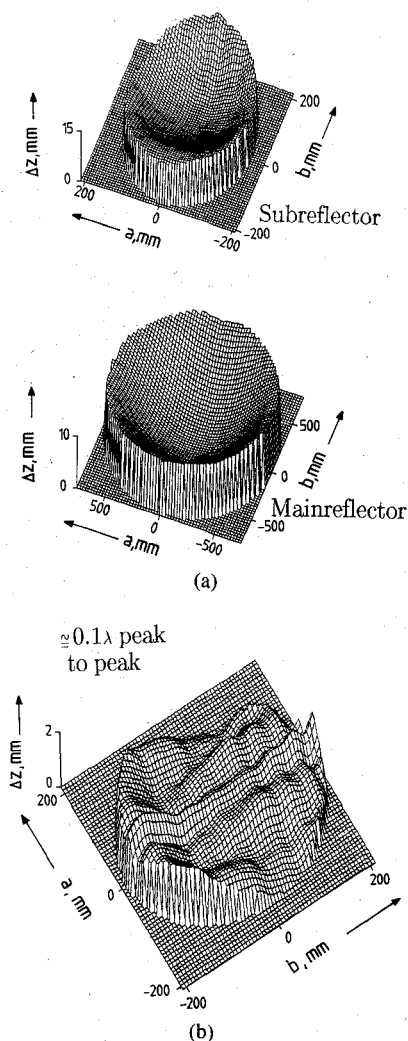 Δz,mm
15
0
200
0
-200
a,mm
200
0
-200
b,mm
Subreflector
Δz,mm
10
0
500
0
-500
a,mm
500
0
-500
b,mm
Mainreflector
(a)
≅0.1λ peak
to peak
Δz,mm
2
0
200
0
-200
a,mm
-200
0
200
b,mm
(b)